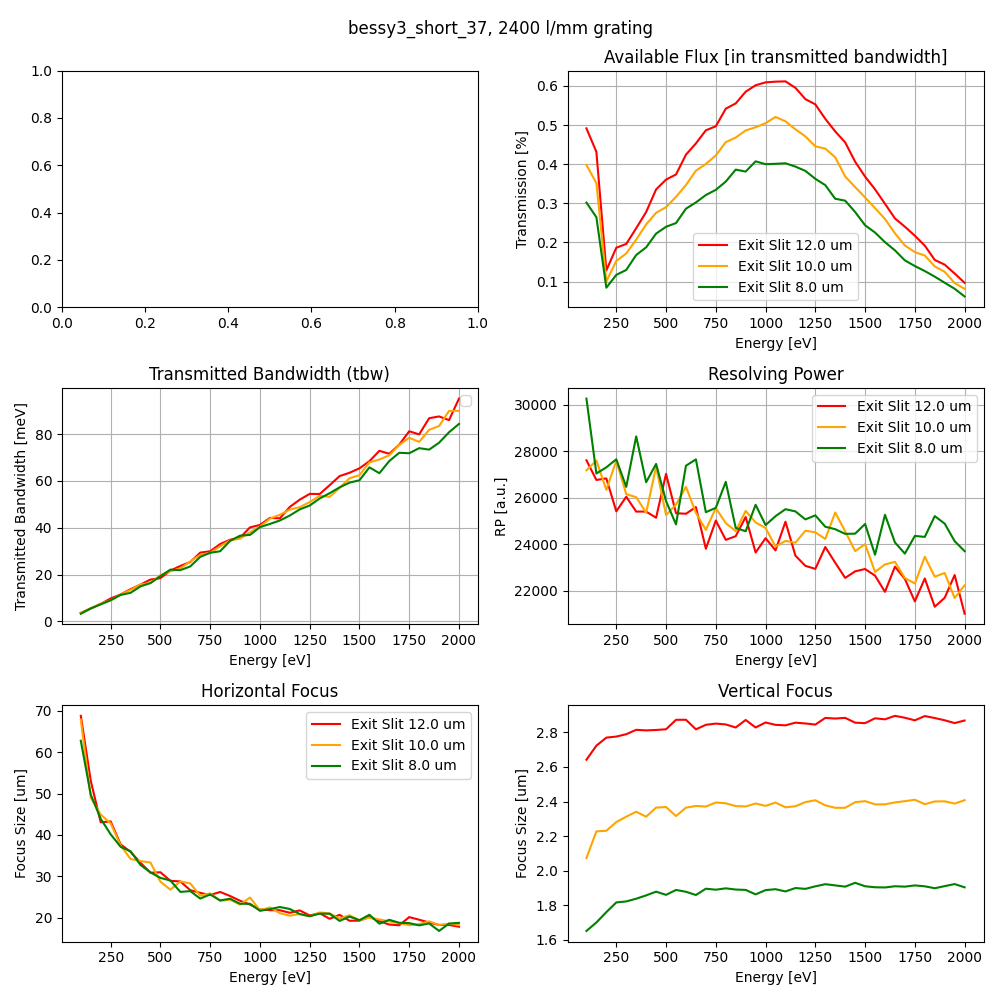 bessy3_short_37, 2400 l/mm grating
1.0
0.8
0.6
0.4
0.2
0.0
0.0 0.2 0.4 0.6 0.8 1.0
Available Flux [in transmitted bandwidth]
Transmission [%]
0.6
0.5
0.4
0.3
0.2
0.1
Exit Slit 12.0 um
Exit Slit 10.0 um
Exit Slit 8.0 um
250 500 750 1000 1250 1500 1750 2000
Energy [eV]
Transmitted Bandwidth (tbw)
Transmitted Bandwidth [meV]
80
60
40
20
0
250 500 750 1000 1250 1500 1750 2000
Energy [eV]
Resolving Power
RP [a.u.]
30000
28000
26000
24000
22000
Exit Slit 12.0 um
Exit Slit 10.0 um
Exit Slit 8.0 um
250 500 750 1000 1250 1500 1750 2000
Energy [eV]
Horizontal Focus
Focus Size [um]
70
60
50
40
30
20
Exit Slit 12.0 um
Exit Slit 10.0 um
Exit Slit 8.0 um
250 500 750 1000 1250 1500 1750 2000
Energy [eV]
Vertical Focus
Focus Size [um]
2.8
2.6
2.4
2.2
2.0
1.8
1.6
250 500 750 1000 1250 1500 1750 2000
Energy [eV]